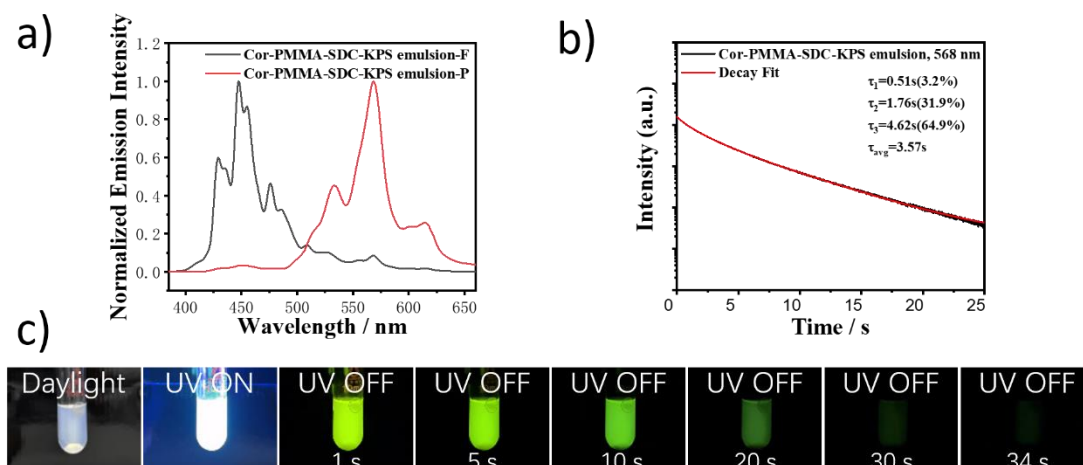 a)
Cor-PMMA-SDC-KPS emulsion-F
Cor-PMMA-SDC-KPS emulsion-P
Normalized Emission Intensity
1.2
1.0
0.8
0.6
0.4
0.2
0.0
400 450 500 550 600 650
Wavelength / nm
b)
Cor-PMMA-SDC-KPS emulsion, 568 nm
Decay Fit
τ1=0.51s(3.2%)
τ2=1.76s(31.9%)
τ3=4.62s(64.9%)
τavg=3.57s
Intensity (a.u.)
0 5 10 15 20 25
Time / s
c)
Daylight UV ON UV OFF UV OFF UV OFF UV OFF UV OFF UV OFF
1 s 5 s 10 s 20 s 30 s 34 s